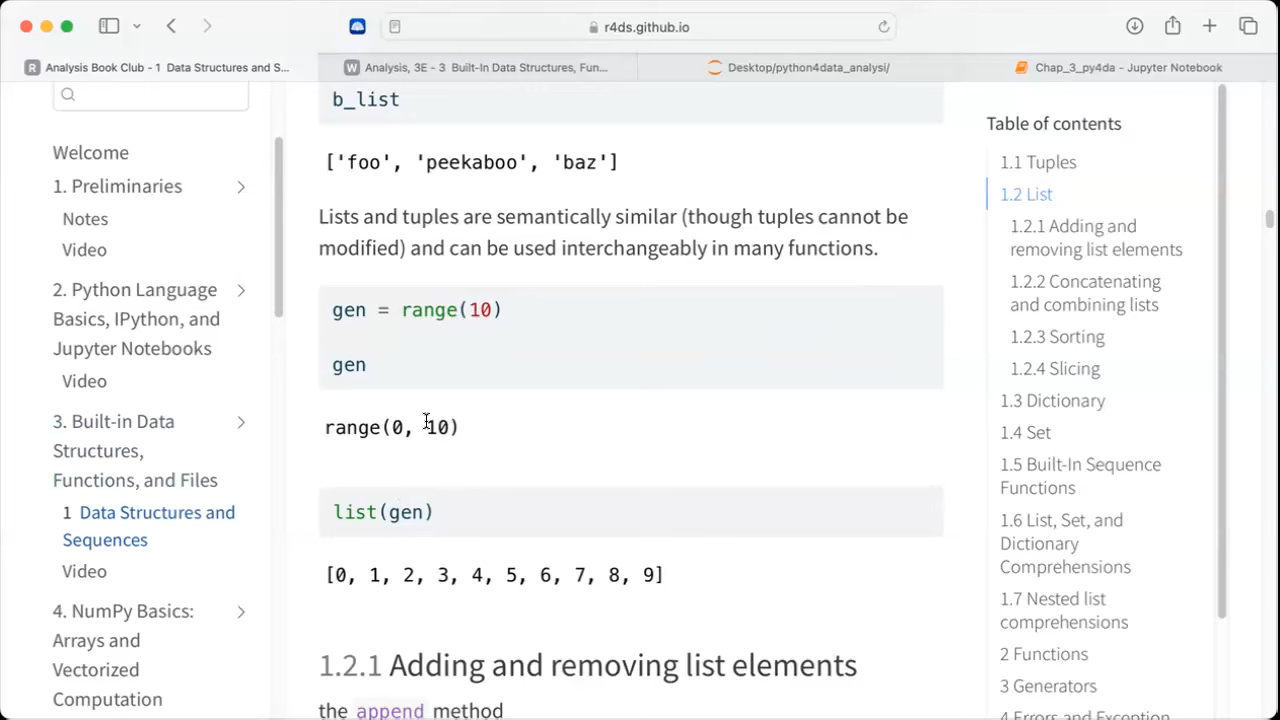 r4ds.github.io
R Analysis Book Club - 1 Data Structures and S...
W Analysis, 3E - 3 Built-In Data Structures, Fun...
Desktop/python4data_analysi/
Chap_3_py4da - Jupyter Notebook
Welcome
1. Preliminaries
Notes
Video
2. Python Language
Basics, IPython, and
Jupyter Notebooks
Video
3. Built-in Data
Structures,
Functions, and Files
1 Data Structures and
Sequences
Video
4. NumPy Basics:
Arrays and
Vectorized
Computation
b_list
['foo', 'peekaboo', 'baz']
Lists and tuples are semantically similar (though tuples cannot be
modified) and can be used interchangeably in many functions.
gen = range(10)
gen
range(0, 10)
list(gen)
[0, 1, 2, 3, 4, 5, 6, 7, 8, 9]
1.2.1 Adding and removing list elements
the append method
Table of contents
1.1 Tuples
1.2 List
1.2.1 Adding and
removing list elements
1.2.2 Concatenating
and combining lists
1.2.3 Sorting
1.2.4 Slicing
1.3 Dictionary
1.4 Set
1.5 Built-In Sequence
Functions
1.6 List, Set, and
Dictionary
Comprehensions
1.7 Nested list
comprehensions
2 Functions
3 Generators
4 Errors and Exception